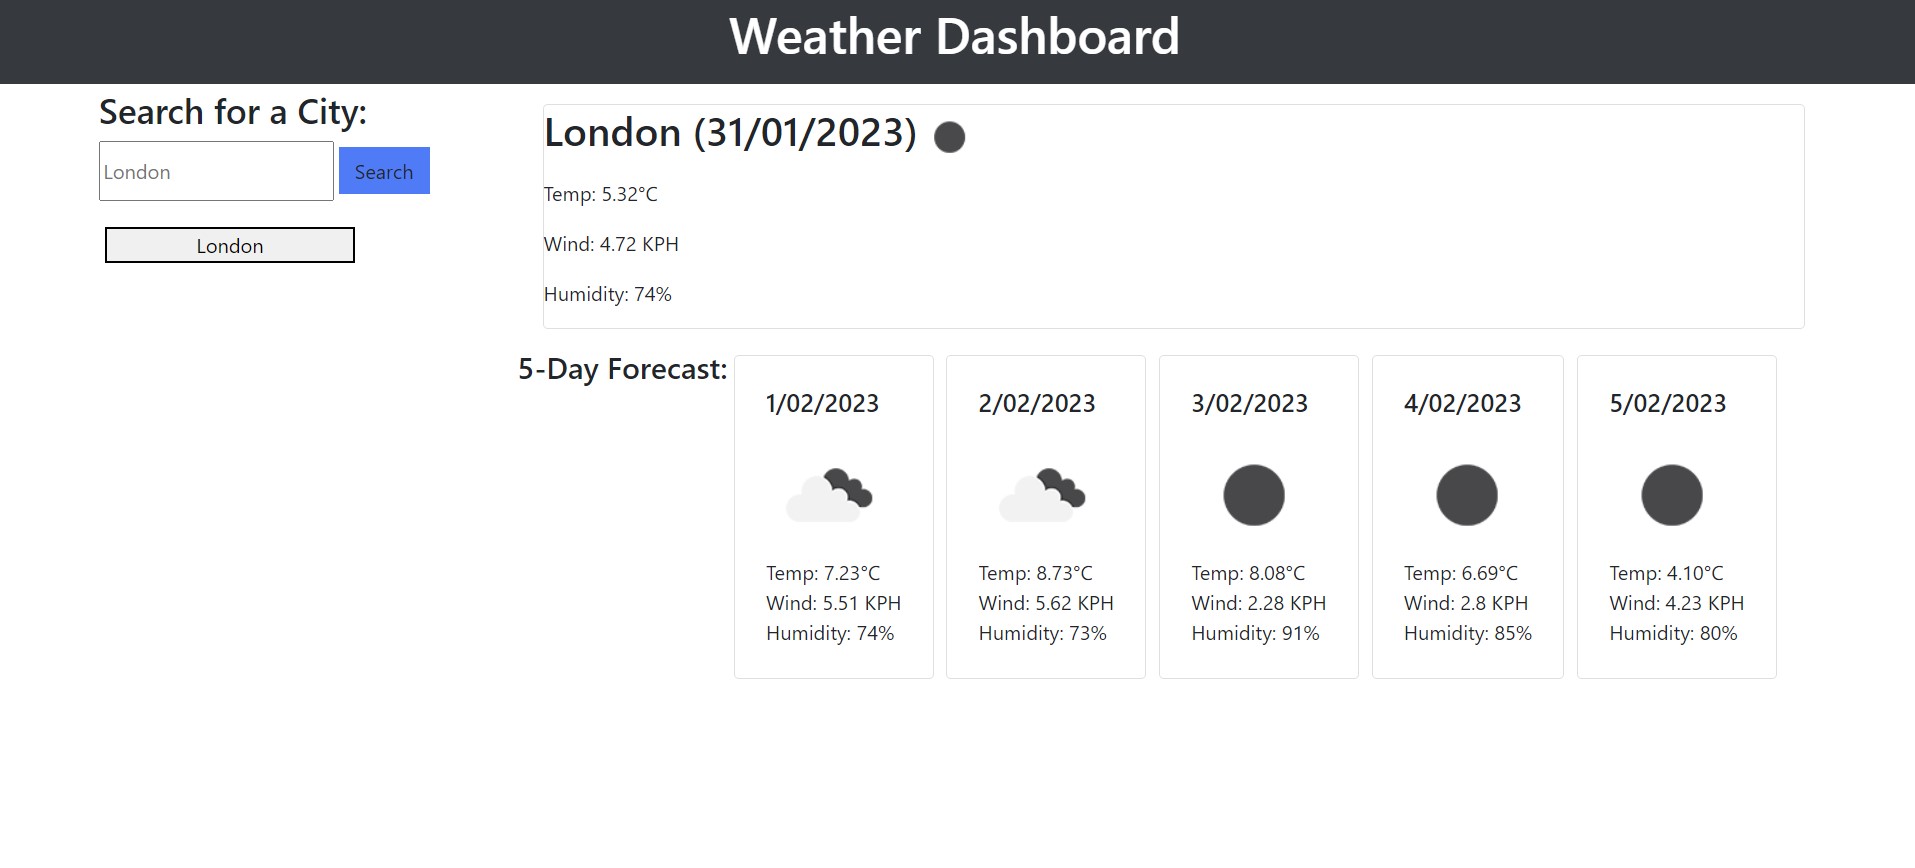 Weather Dashboard
Search for a City:
London
Search
London
London (31/01/2023)
Temp: 5.32°C
Wind: 4.72 KPH
Humidity: 74%
5-Day Forecast:
1/02/2023
Temp: 7.23°C
Wind: 5.51 KPH
Humidity: 74%
2/02/2023
Temp: 8.73°C
Wind: 5.62 KPH
Humidity: 73%
3/02/2023
Temp: 8.08°C
Wind: 2.28 KPH
Humidity: 91%
4/02/2023
Temp: 6.69°C
Wind: 2.8 KPH
Humidity: 85%
5/02/2023
Temp: 4.10°C
Wind: 4.23 KPH
Humidity: 80%